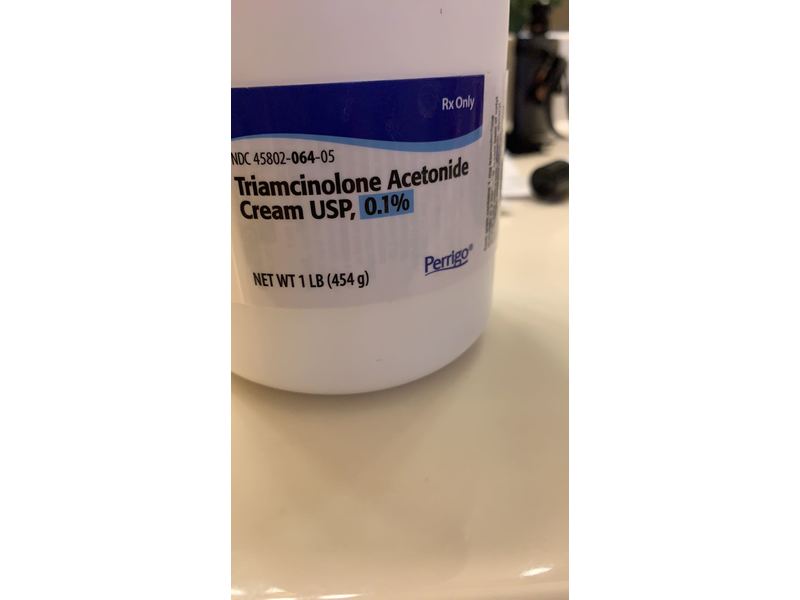 Rx Only
NDC 45802-064-05
Triamcinolone Acetonide
Cream USP, 0.1%
Perrigo®
NET WT 1 LB (454 g)